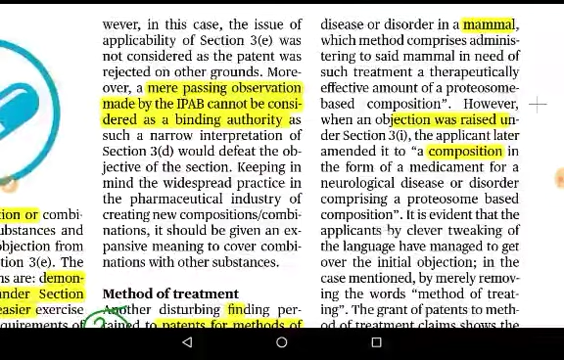 tion or combi-
ubstances and
objection from
tion 3(e). The
ns are: demon-
nder Section
easier exercise
quirements of
wever, in this case, the issue of
applicability of Section 3(e) was
not considered as the patent was
rejected on other grounds. More-
over, a mere passing observation
made by the IPAB cannot be consi-
dered as a binding authority as
such a narrow interpretation of
Section 3(d) would defeat the ob-
jective of the section. Keeping in
mind the widespread practice in
the pharmaceutical industry of
creating new compositions/combi-
nations, it should be given an ex-
pansive meaning to cover combi-
nations with other substances.
Method of treatment
Another disturbing finding per-
tained to patents for methods of
disease or disorder in a mammal,
which method comprises adminis-
tering to said mammal in need of
such treatment a therapeutically
effective amount of a proteosome-
based composition". However,
when an objection was raised un-
der Section 3(i), the applicant later
amended it to "a composition in
the form of a medicament for a
neurological disease or disorder
comprising a proteosome based
composition". It is evident that the
applicants by clever tweaking of
the language have managed to get
over the initial objection; in the
case mentioned, by merely remov-
ing the words "method of treat-
ing". The grant of patents to meth-
od of treatment claims shows the